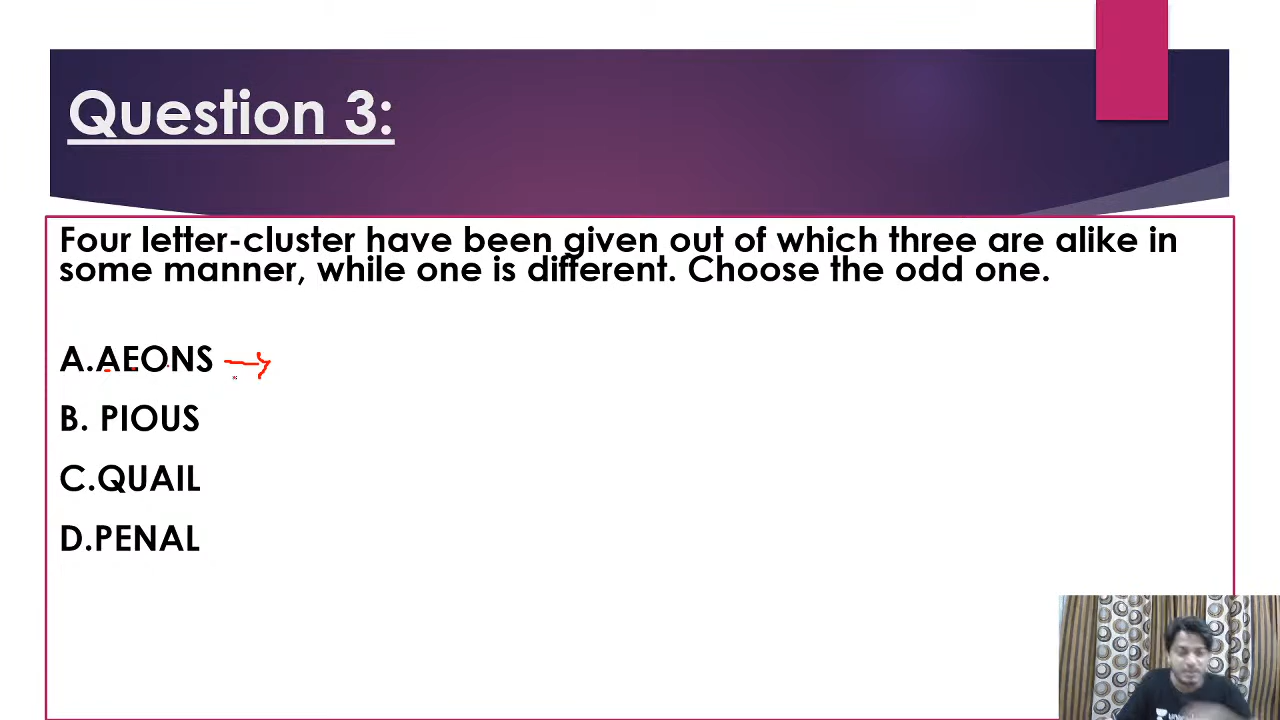 Question 3:
Four letter-cluster have been given out of which three are alike in
some manner, while one is different. Choose the odd one.
A.AEONS
B. PIOUS
C.QUAIL
D.PENAL